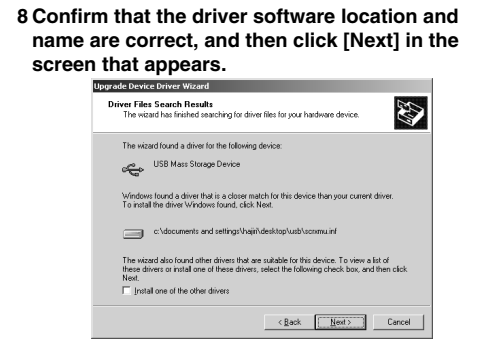 8 Confirm that the driver software location and
name are correct, and then click [Next] in the
screen that appears.
Upgrade Device Driver Wizard
Driver Files Search Results
The wizard has finished searching for driver files for your hardware device.
The wizard found a driver for the following device:
USB Mass Storage Device
Windows found a driver that is a closer match for this device than your current driver.
To install the driver Windows found, click Next.
c:\documents and settings\hajiri\desktop\usb\scrxmu.inf
The wizard also found other drivers that are suitable for this device. To view a list of
these drivers or install one of these drivers, select the following check box, and then click
Next.
Install one of the other drivers
< Back Next > Cancel